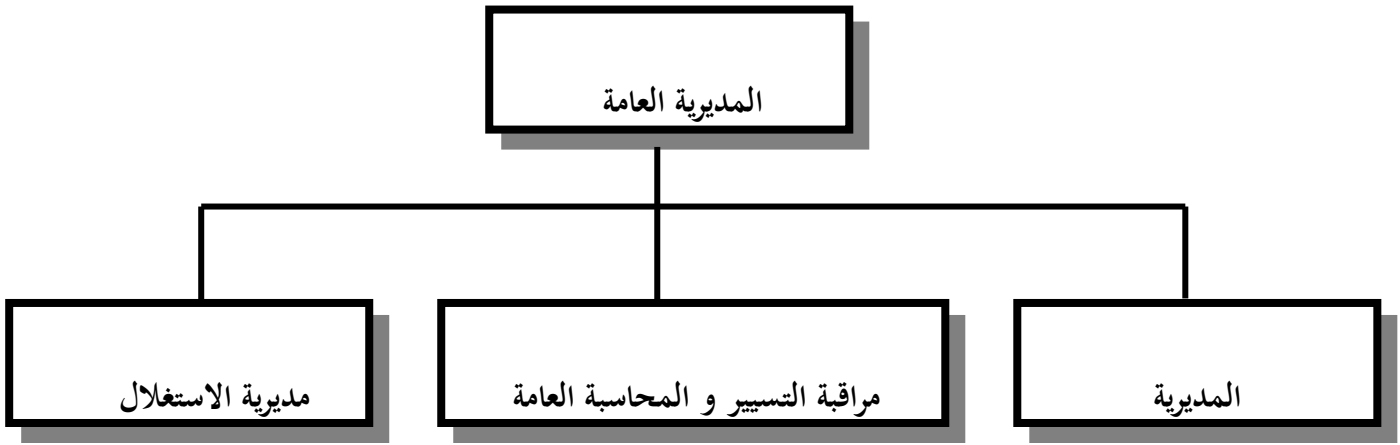 المديرية العامة
المديرية
مراقبة التسيير و المحاسبة العامة
مديرية الاستغلال